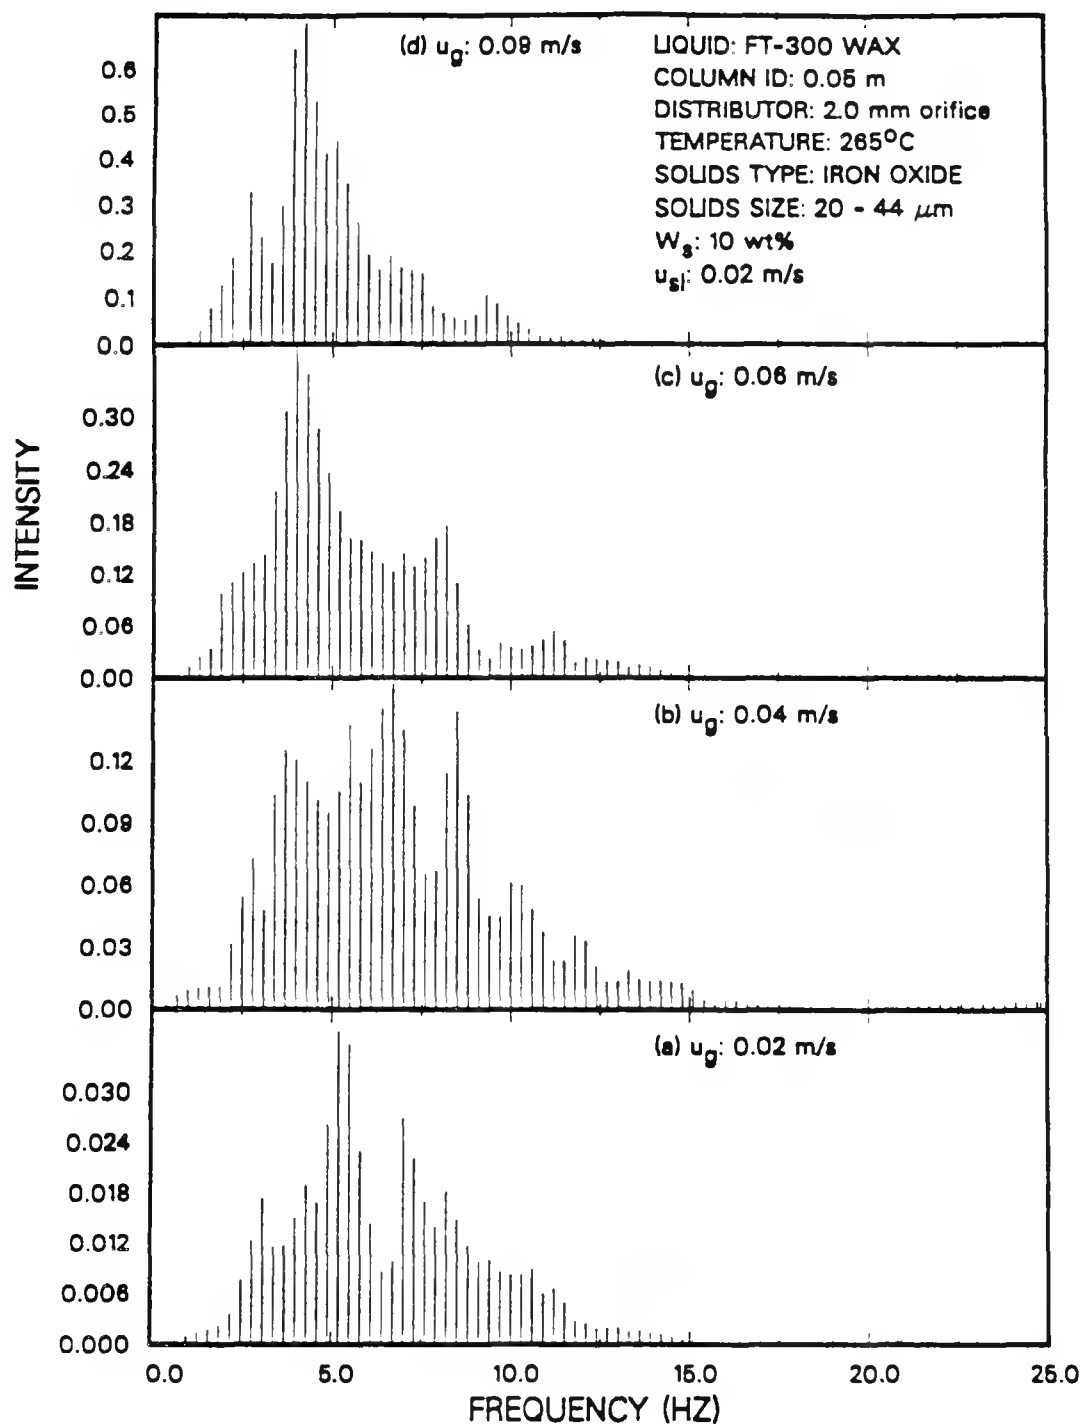 (d) ug: 0.09 m/s
LIQUID: FT-300 WAX
COLUMN ID: 0.05 m
DISTRIBUTOR: 2.0 mm orifice
TEMPERATURE: 265°C
SOLIDS TYPE: IRON OXIDE
SOLIDS SIZE: 20 - 44 μm
Ws: 10 wt%
usl: 0.02 m/s
0.6
0.5
0.4
0.3
0.2
0.1
0.0
(c) ug: 0.06 m/s
0.30
0.24
0.18
0.12
0.06
0.00
INTENSITY
(b) ug: 0.04 m/s
0.12
0.09
0.06
0.03
0.00
(a) ug: 0.02 m/s
0.030
0.024
0.018
0.012
0.006
0.000
0.0 5.0 10.0 15.0 20.0 25.0
FREQUENCY (HZ)